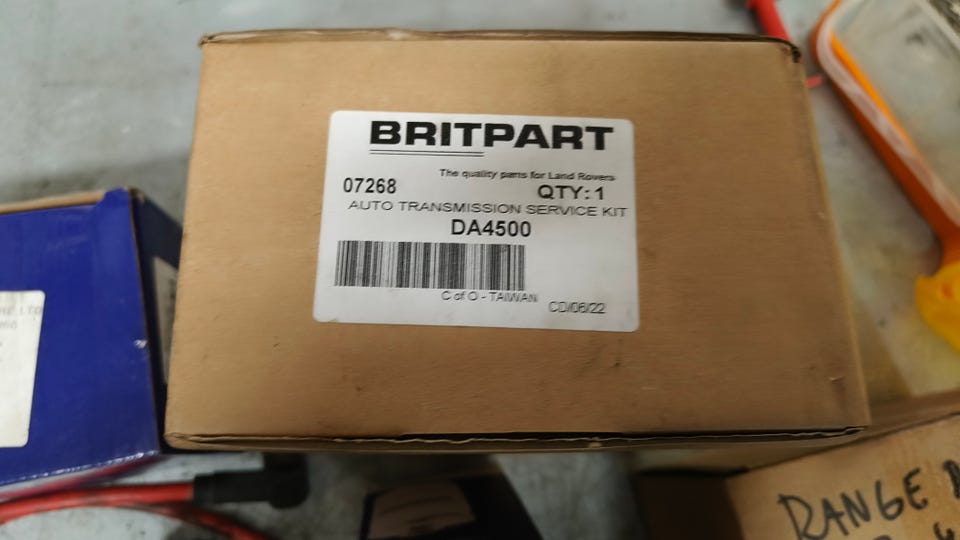 BRITPART
The quality parts for Land Rovers
07268 QTY: 1
AUTO TRANSMISSION SERVICE KIT
DA4500
C of O - TAIWAN
CD/06/22
LTD
RANGE